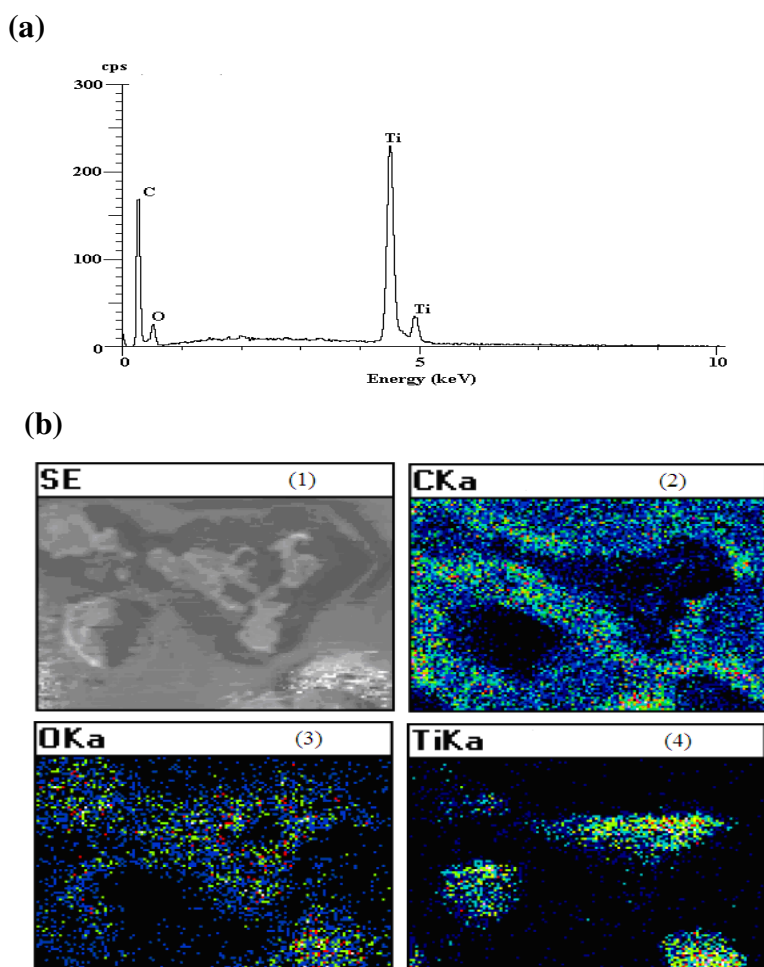 (a)
cps
300
Ti
200
C
100
Ti
O
0
0 5 10
Energy (keV)
(b)
SE (1)
CKa (2)
OKa (3)
TiKa (4)